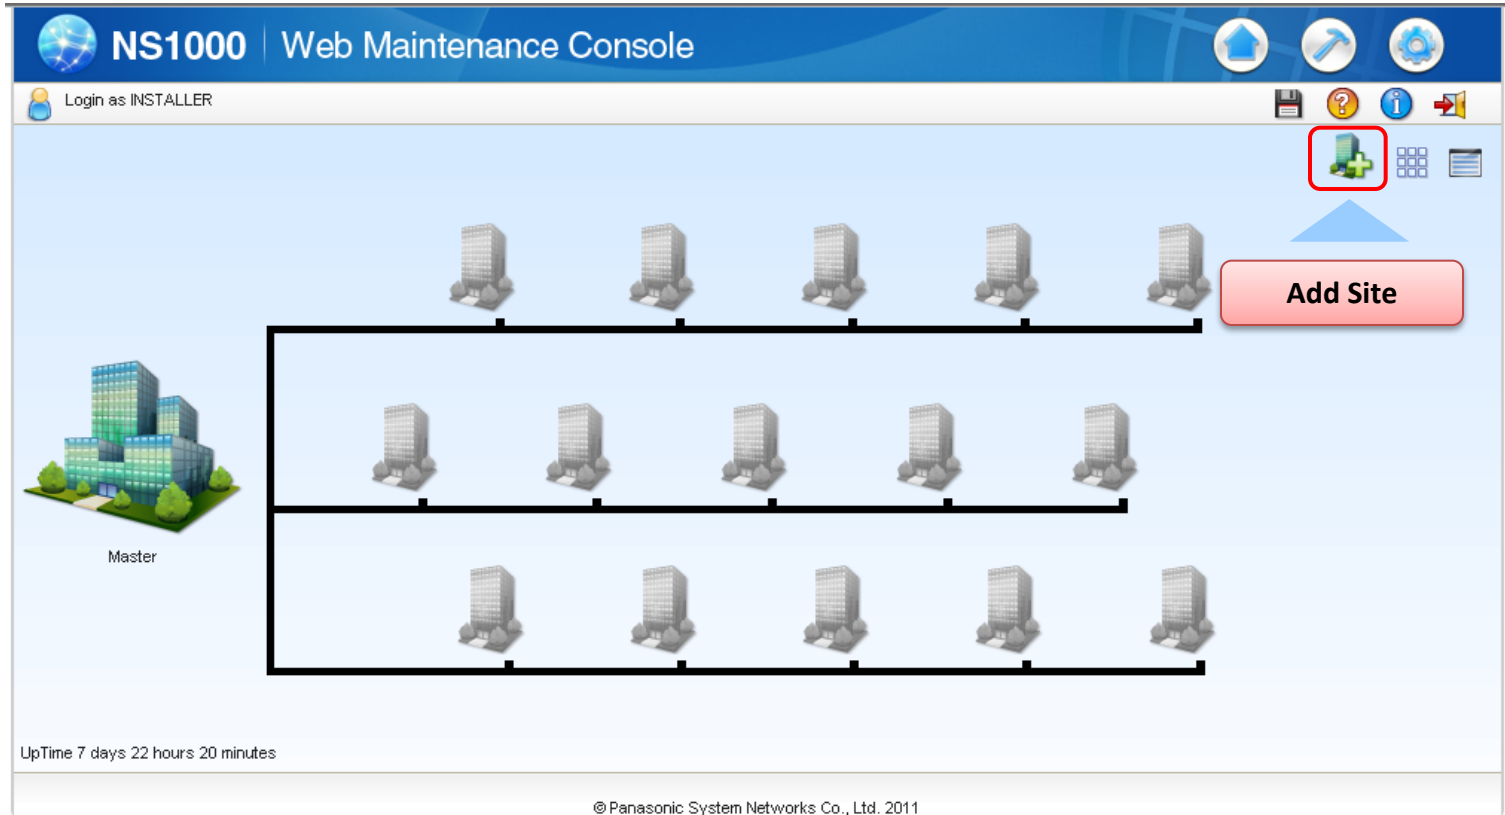 NS1000 Web Maintenance Console
Login as INSTALLER
Add Site
Master
UpTime 7 days 22 hours 20 minutes
© Panasonic System Networks Co., Ltd. 2011